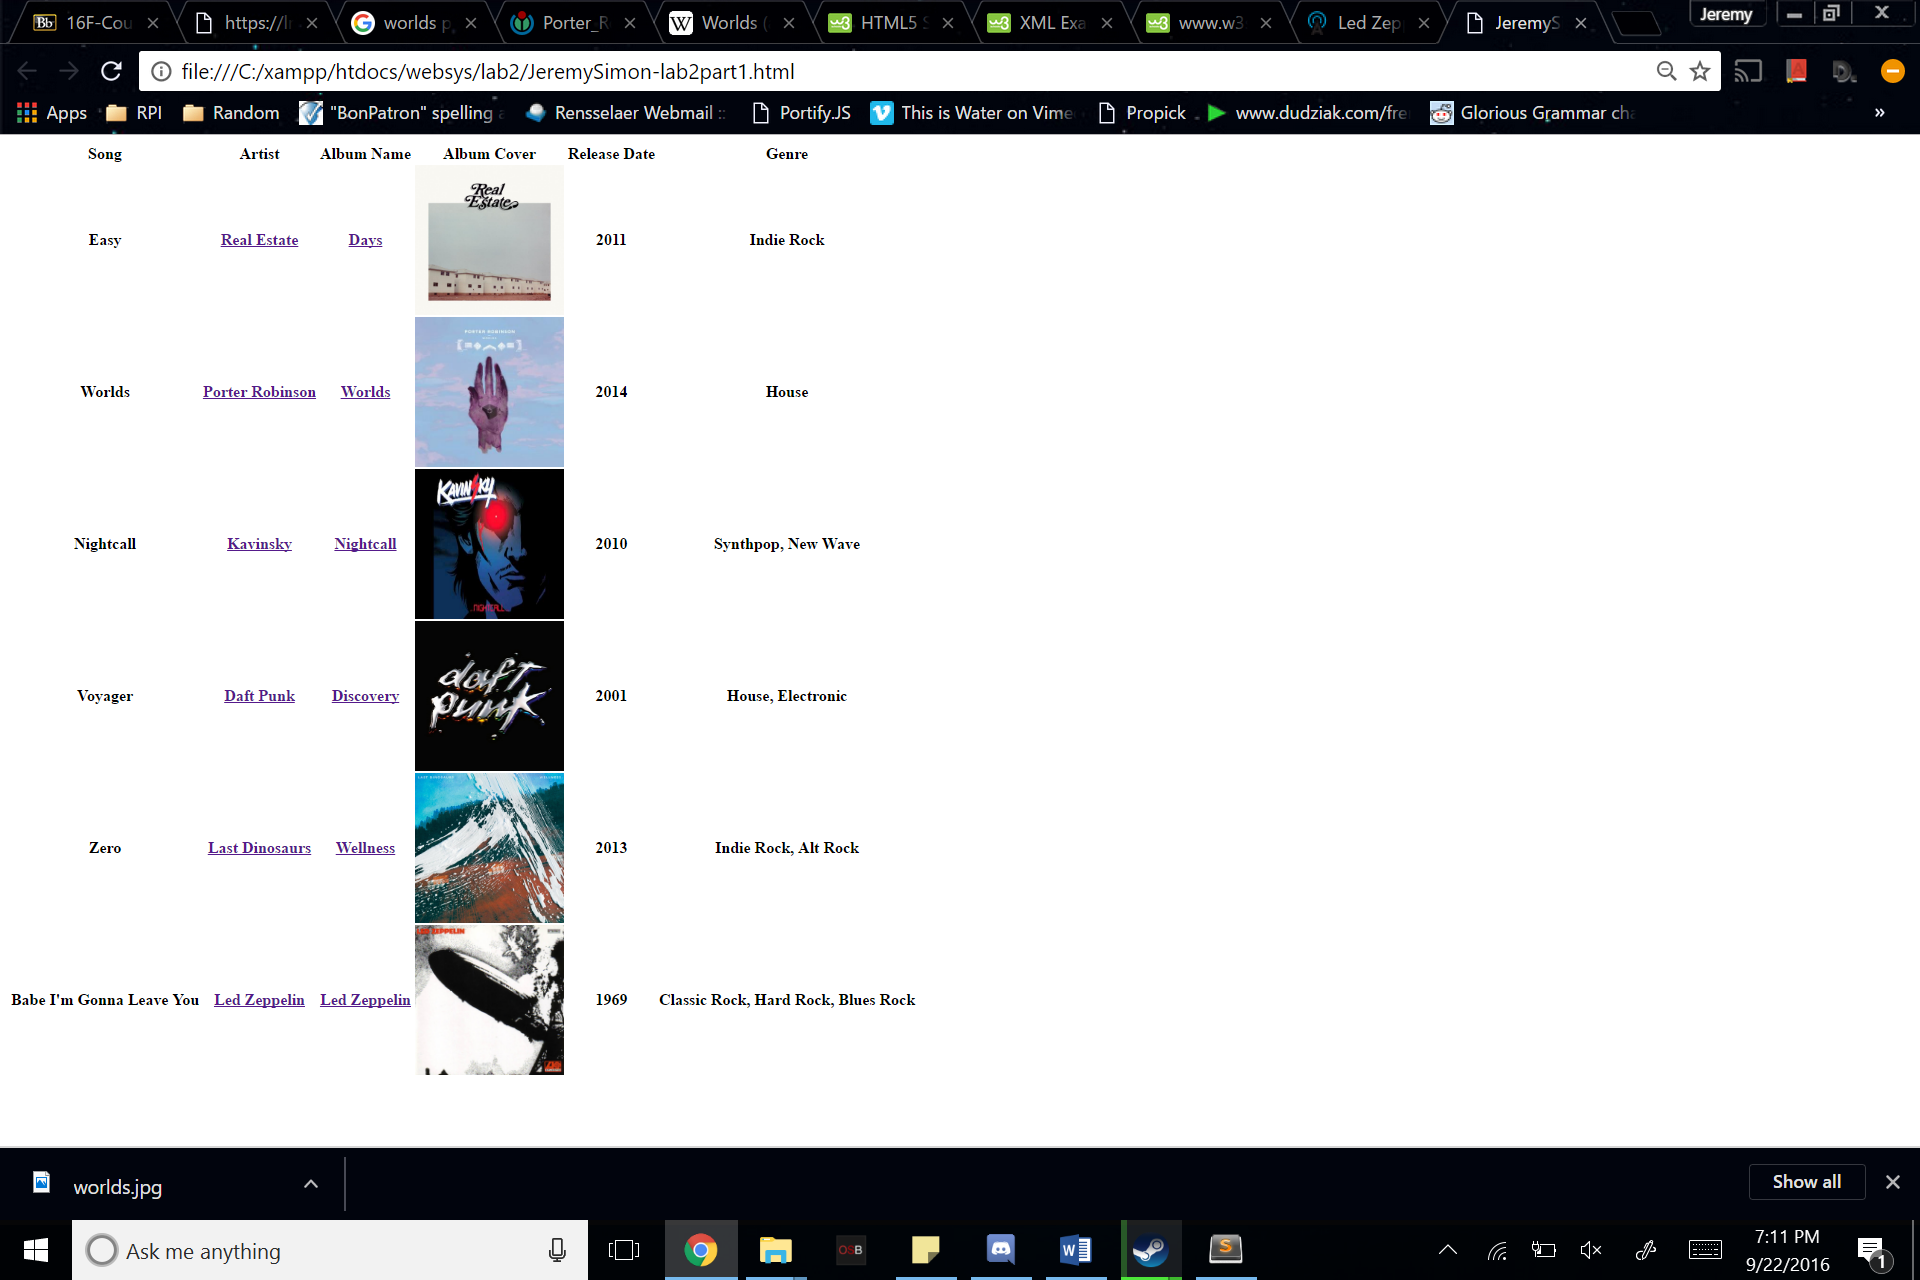 16F-Cou
https://lr
worlds p
Porter_R
Worlds (
HTML5 S
XML Exa
www.w3
Led Zep
JeremyS
Jeremy
file:///C:/xampp/htdocs/websys/lab2/JeremySimon-lab2part1.html
Apps RPI Random "BonPatron" spelling Rensselaer Webmail :: Portify.JS This is Water on Vime Propick www.dudziak.com/fre Glorious Grammar cha »
Song Artist Album Name Album Cover Release Date Genre
Real
Estate
Easy Real Estate Days 2011 Indie Rock
PORTER ROBINSON
Worlds Porter Robinson Worlds 2014 House
KAVINSKY
Nightcall Kavinsky Nightcall 2010 Synthpop, New Wave
NIGHTCALL
daft
punk
Voyager Daft Punk Discovery 2001 House, Electronic
LAST DINOSAURS WELLNESS
Zero Last Dinosaurs Wellness 2013 Indie Rock, Alt Rock
LED ZEPPELIN
Babe I'm Gonna Leave You Led Zeppelin Led Zeppelin 1969 Classic Rock, Hard Rock, Blues Rock
worlds.jpg
Show all
Ask me anything
OSB
7:11 PM
9/22/2016
1